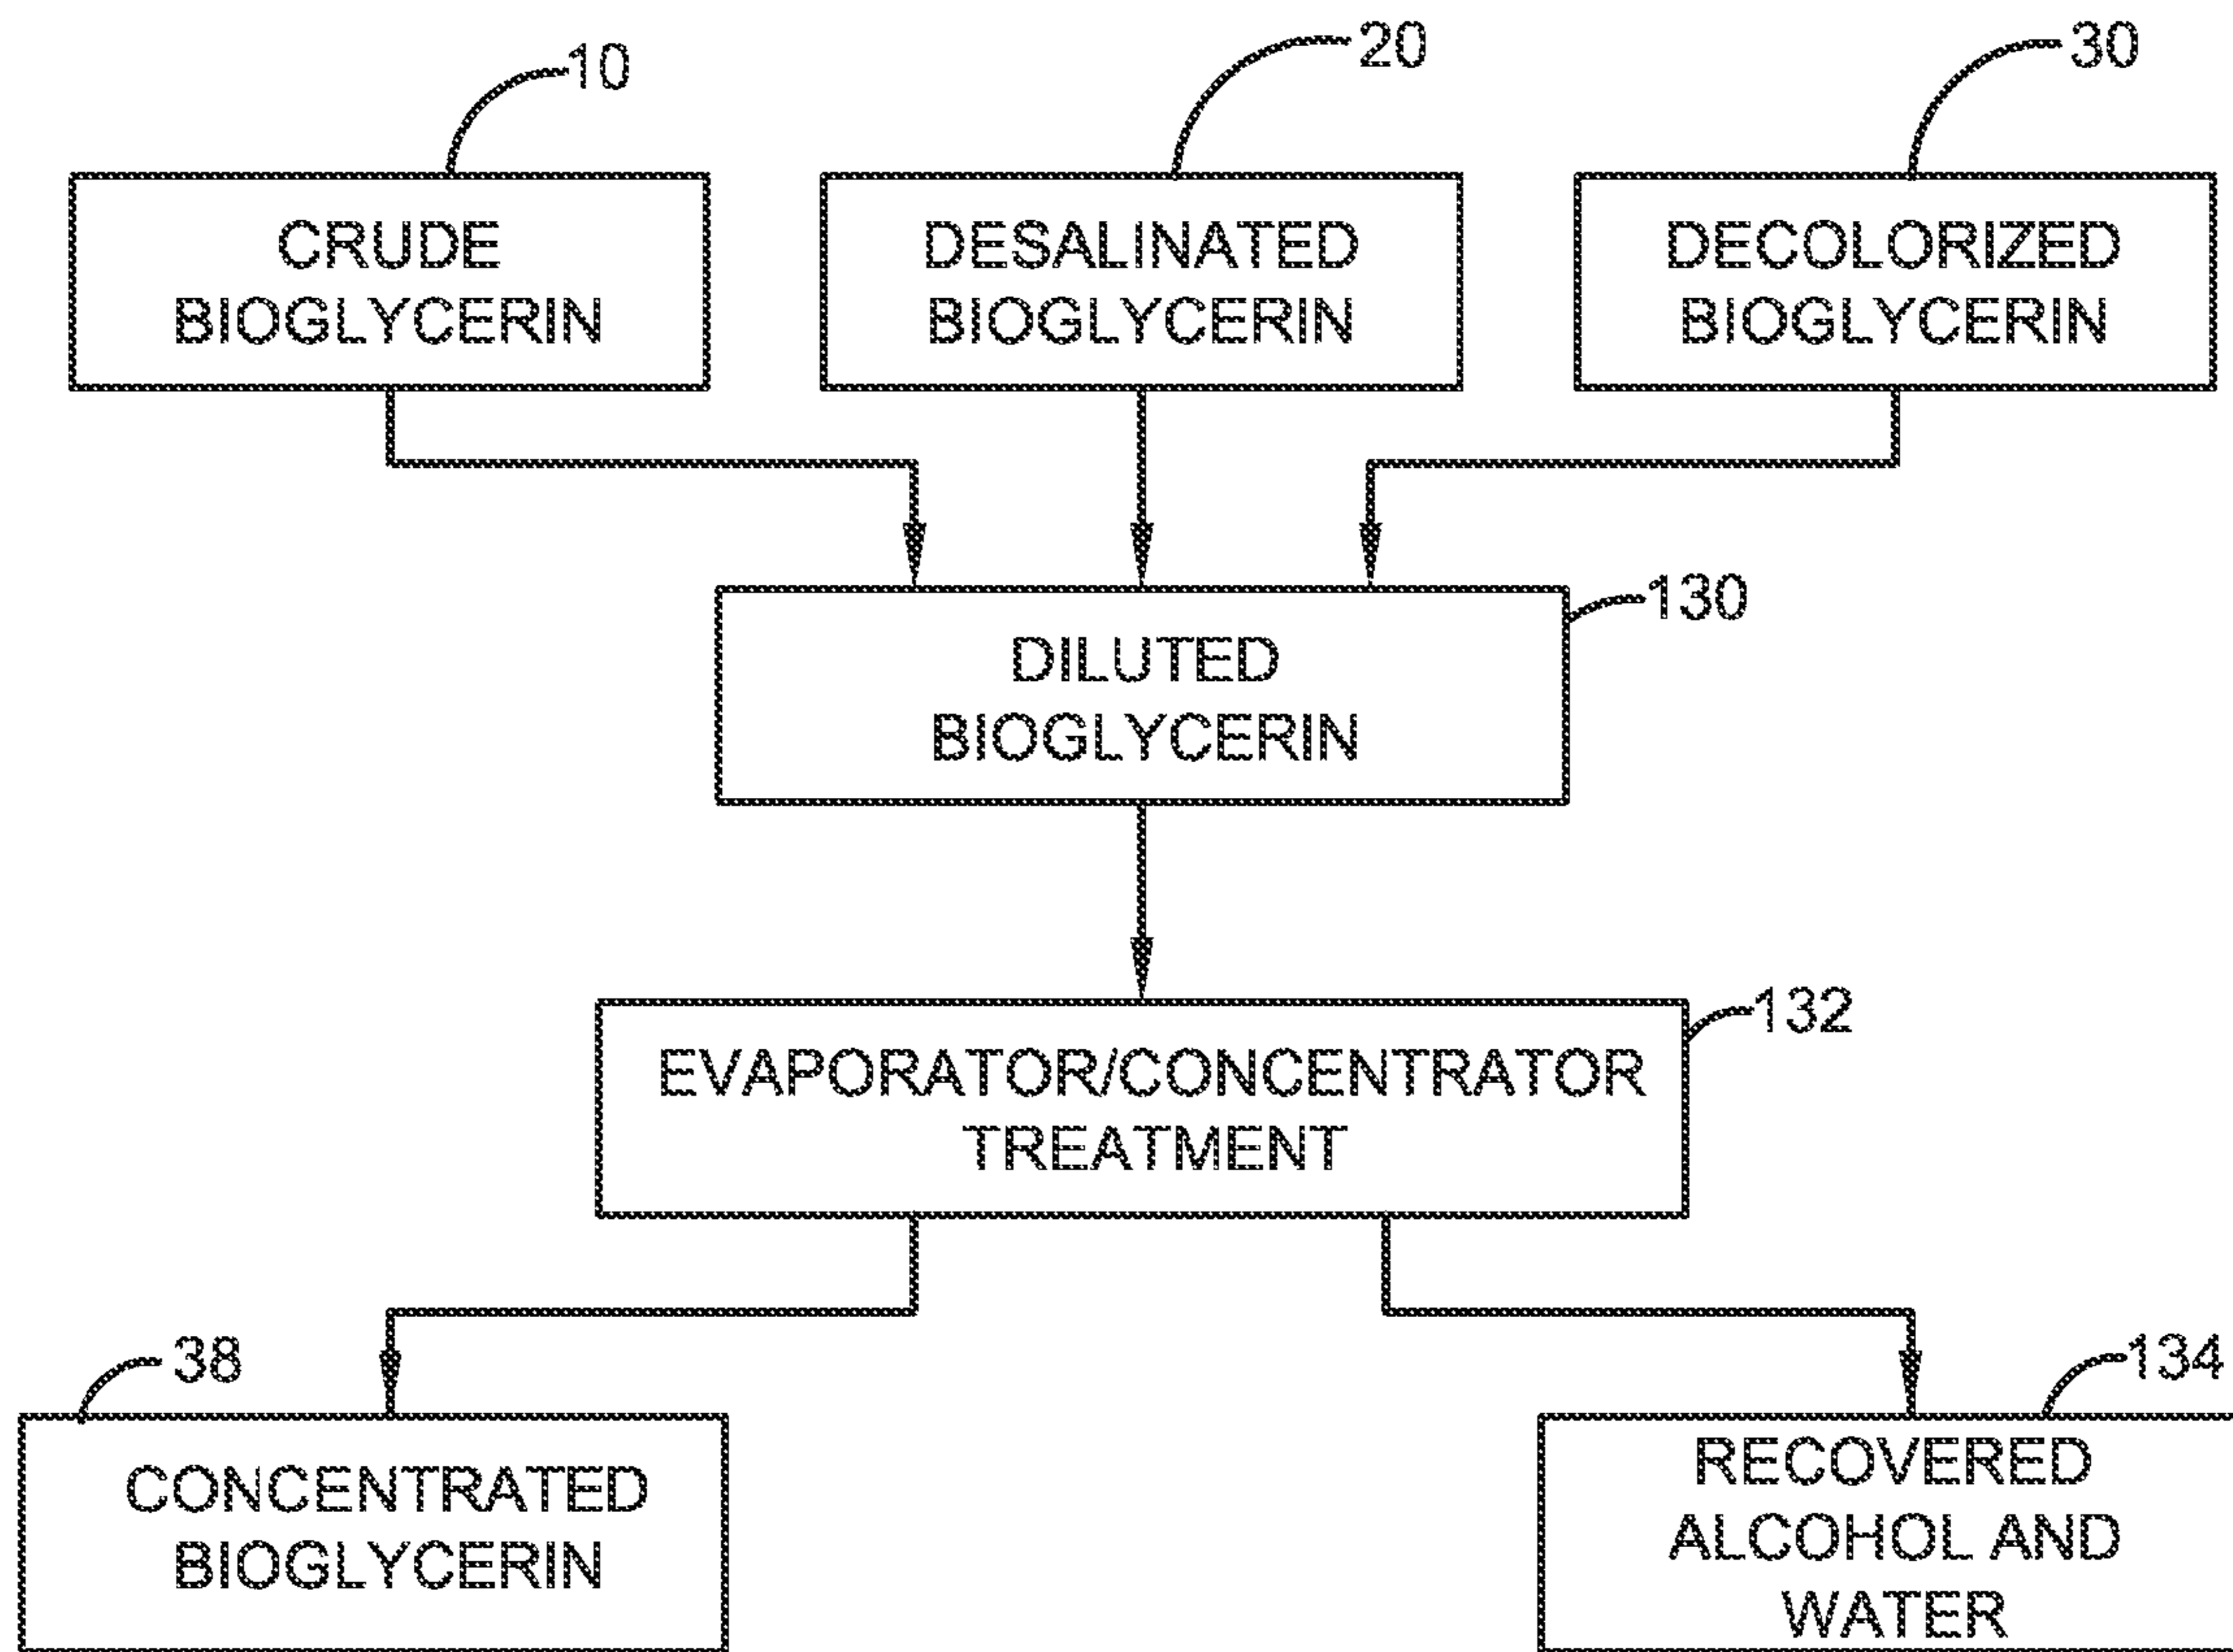 10
20
30
CRUDE
BIOGLYCERIN
DESALINATED
BIOGLYCERIN
DECOLORIZED
BIOGLYCERIN
130
DILUTED
BIOGLYCERIN
132
EVAPORATOR/CONCENTRATOR
TREATMENT
38
134
CONCENTRATED
BIOGLYCERIN
RECOVERED
ALCOHOL AND
WATER